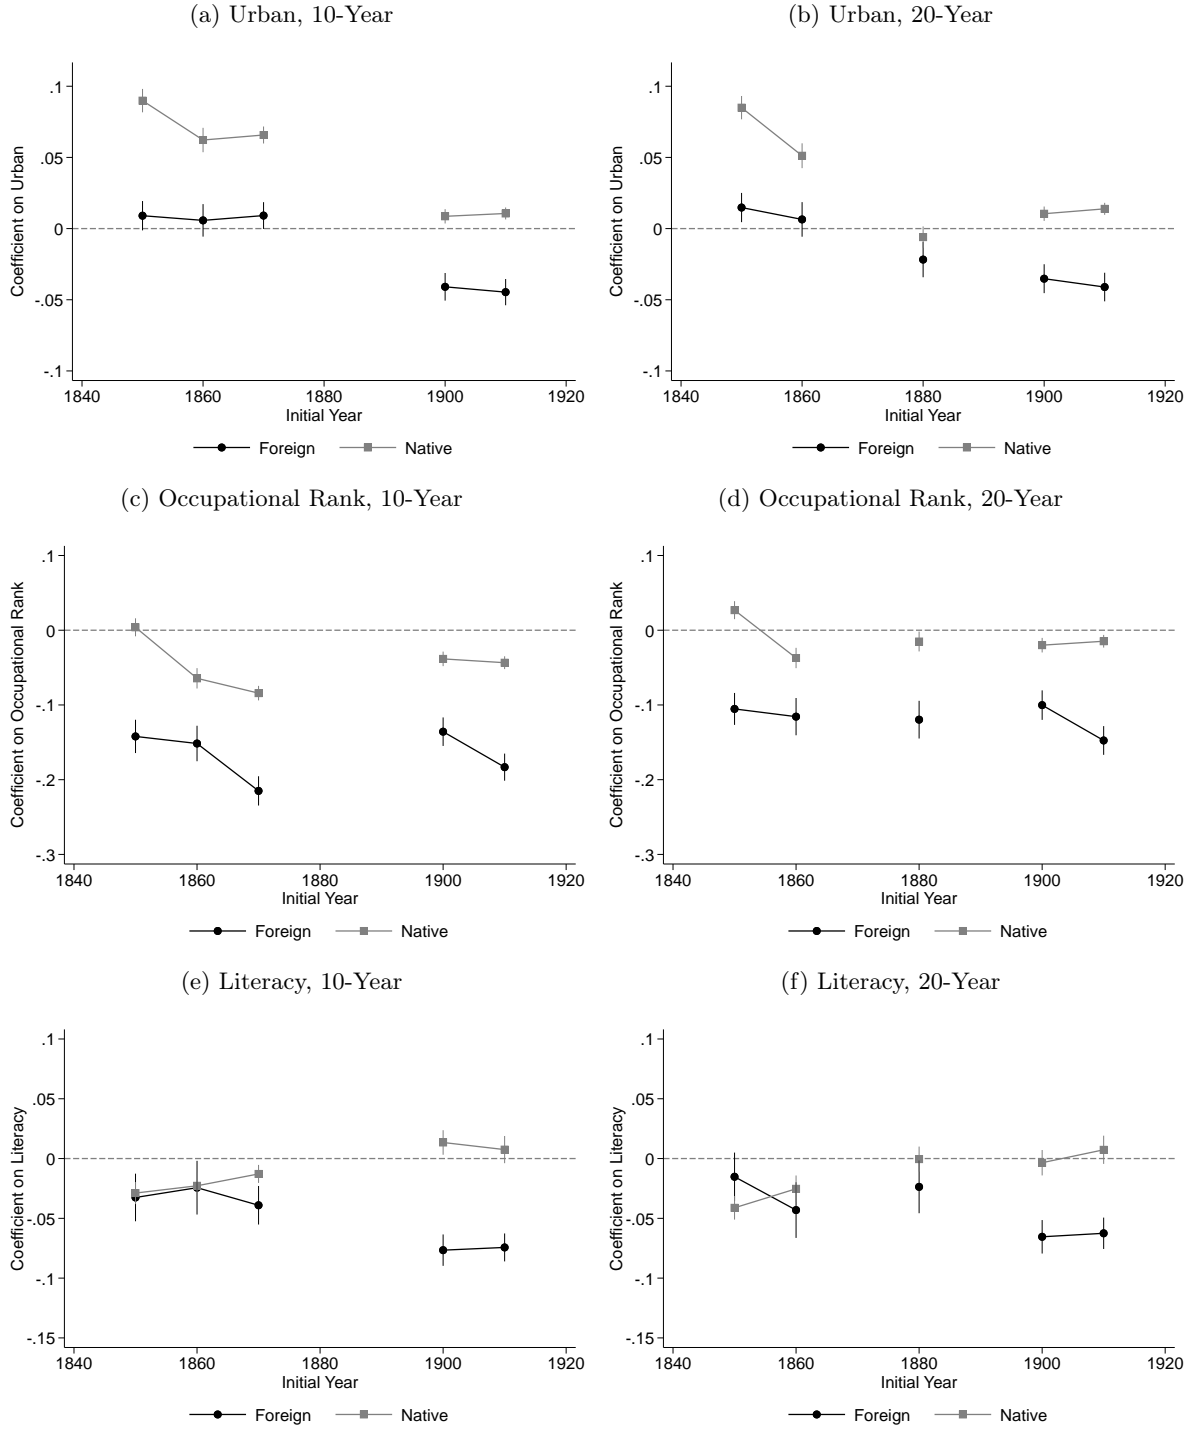 (a) Urban, 10-Year
Coefficient on Urban
.1
.05
0
-.05
-.1
1840 1860 1880 1900 1920
Initial Year
Foreign Native
(b) Urban, 20-Year
Coefficient on Urban
.1
.05
0
-.05
-.1
1840 1860 1880 1900 1920
Initial Year
Foreign Native
(c) Occupational Rank, 10-Year
Coefficient on Occupational Rank
.1
0
-.1
-.2
-.3
1840 1860 1880 1900 1920
Initial Year
Foreign Native
(d) Occupational Rank, 20-Year
Coefficient on Occupational Rank
.1
0
-.1
-.2
-.3
1840 1860 1880 1900 1920
Initial Year
Foreign Native
(e) Literacy, 10-Year
Coefficient on Literacy
.1
.05
0
-.05
-.1
-.15
1840 1860 1880 1900 1920
Initial Year
Foreign Native
(f) Literacy, 20-Year
Coefficient on Literacy
.1
.05
0
-.05
-.1
-.15
1840 1860 1880 1900 1920
Initial Year
Foreign Native